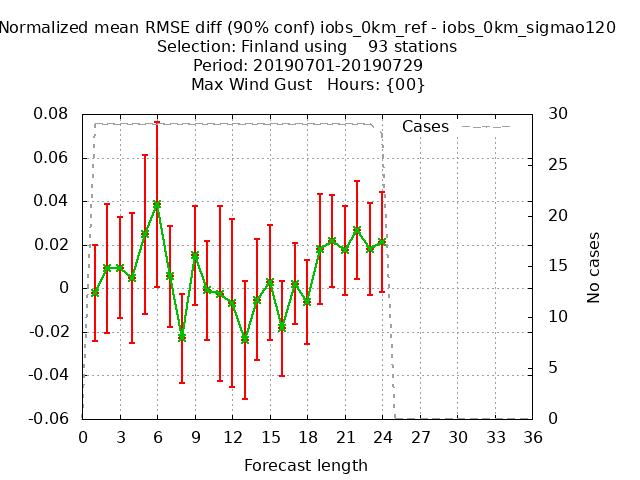 Normalized mean RMSE diff (90% conf) iobs_0km_ref - iobs_0km_sigmao120
Selection: Finland using 93 stations
Period: 20190701-20190729
Max Wind Gust Hours: {00}
Cases
0.08
0.06
0.04
0.02
0
-0.02
-0.04
-0.06
30
25
20
15
10
5
0
No cases
0 3 6 9 12 15 18 21 24 27 30 33 36
Forecast length